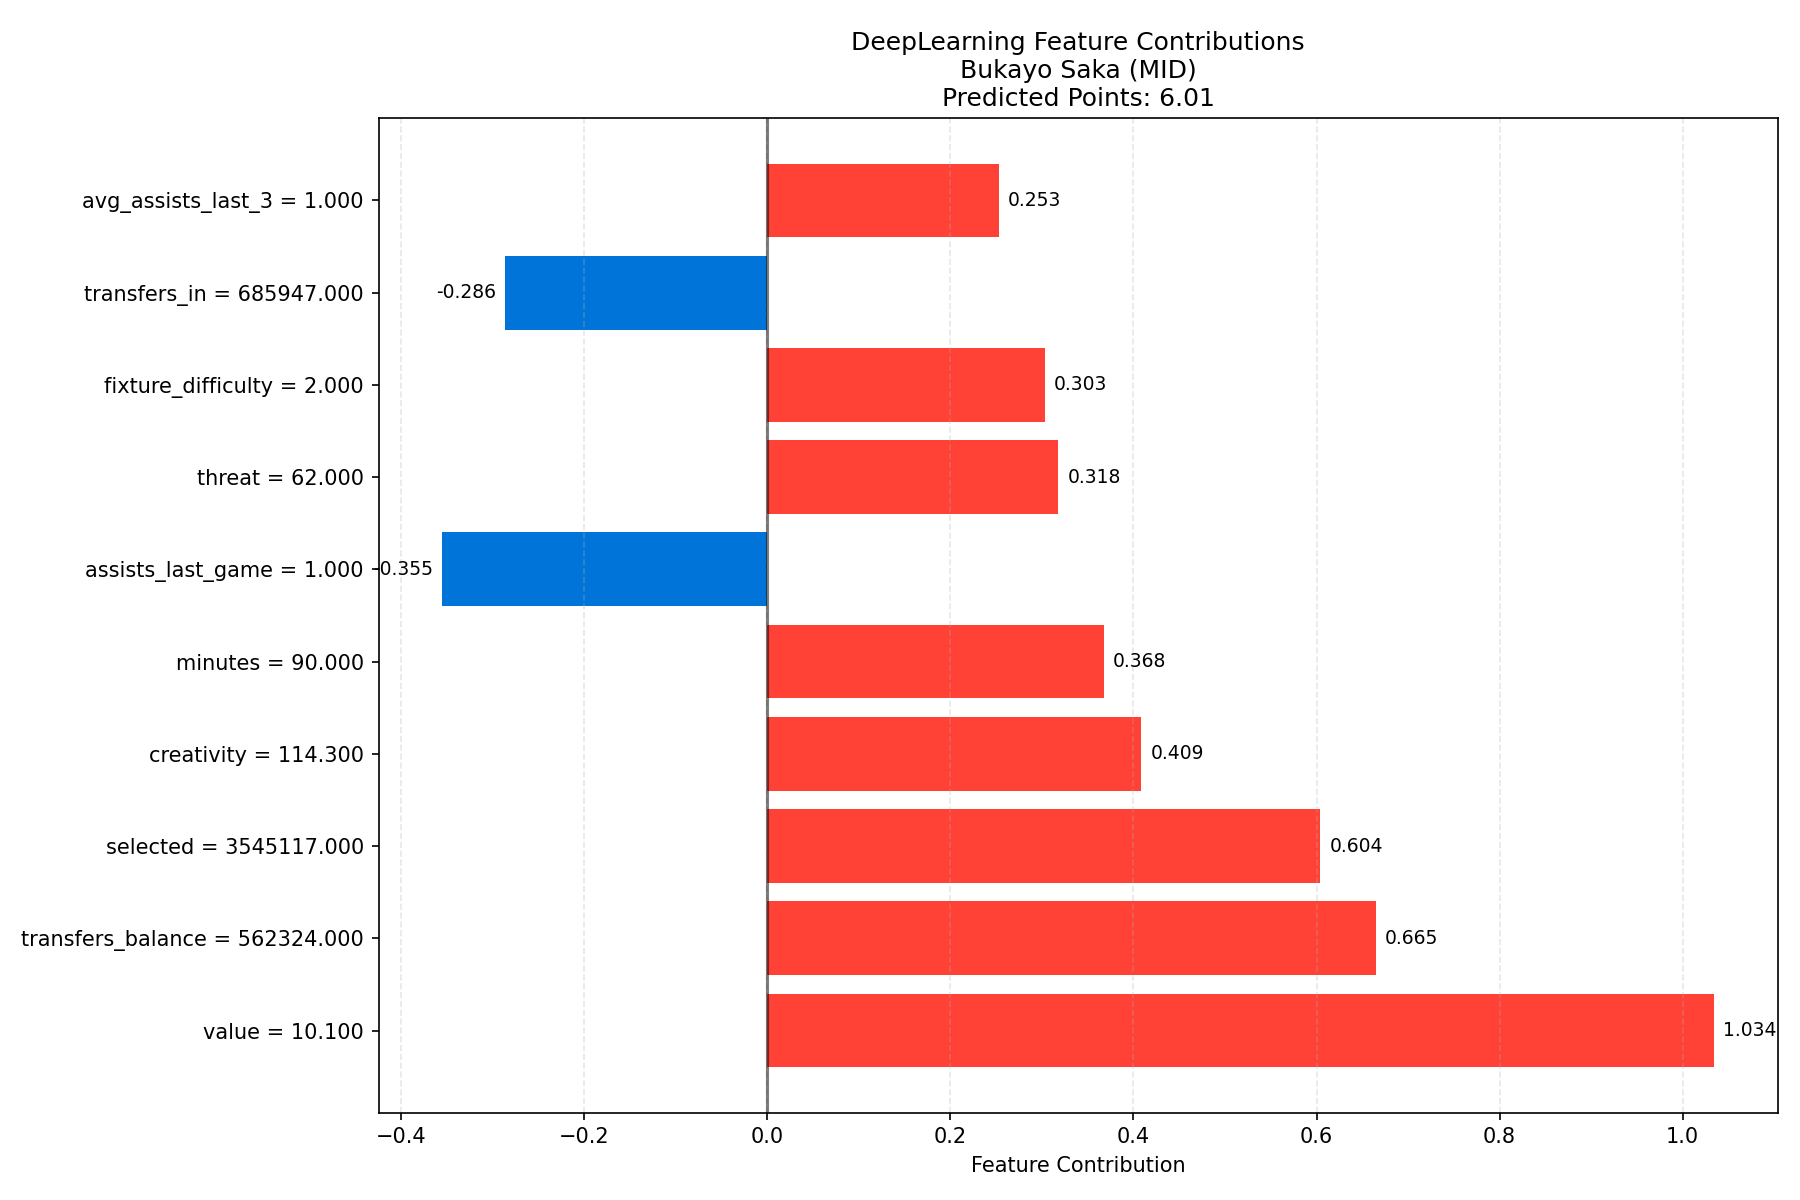 DeepLearning Feature Contributions
Bukayo Saka (MID)
Predicted Points: 6.01
avg_assists_last_3 = 1.000
0.253
transfers_in = 685947.000
-0.286
fixture_difficulty = 2.000
0.303
threat = 62.000
0.318
assists_last_game = 1.000
-0.355
minutes = 90.000
0.368
creativity = 114.300
0.409
selected = 3545117.000
0.604
transfers_balance = 562324.000
0.665
value = 10.100
1.034
−0.4 −0.2 0.0 0.2 0.4 0.6 0.8 1.0
Feature Contribution